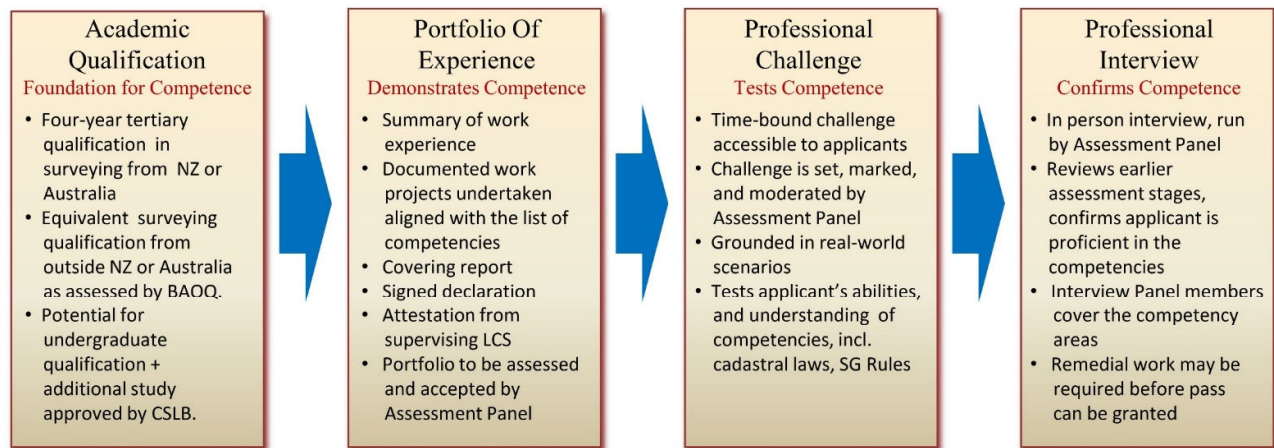 Academic
Qualification
Foundation for Competence
• Four-year tertiary
qualification in
surveying from NZ or
Australia
• Equivalent surveying
qualification from
outside NZ or Australia
as assessed by BAOQ.
• Potential for
undergraduate
qualification +
additional study
approved by CSLB.
Portfolio Of
Experience
Demonstrates Competence
• Summary of work
experience
• Documented work
projects undertaken
aligned with the list of
competencies
• Covering report
• Signed declaration
• Attestation from
supervising LCS
• Portfolio to be assessed
and accepted by
Assessment Panel
Professional
Challenge
Tests Competence
• Time-bound challenge
accessible to applicants
• Challenge is set, marked,
and moderated by
Assessment Panel
• Grounded in real-world
scenarios
• Tests applicant's abilities,
and understanding of
competencies, incl.
cadastral laws, SG Rules
Professional
Interview
Confirms Competence
• In person interview, run
by Assessment Panel
• Reviews earlier
assessment stages,
confirms applicant is
proficient in the
competencies
• Interview Panel members
cover the competency
areas
• Remedial work may be
required before pass
can be granted